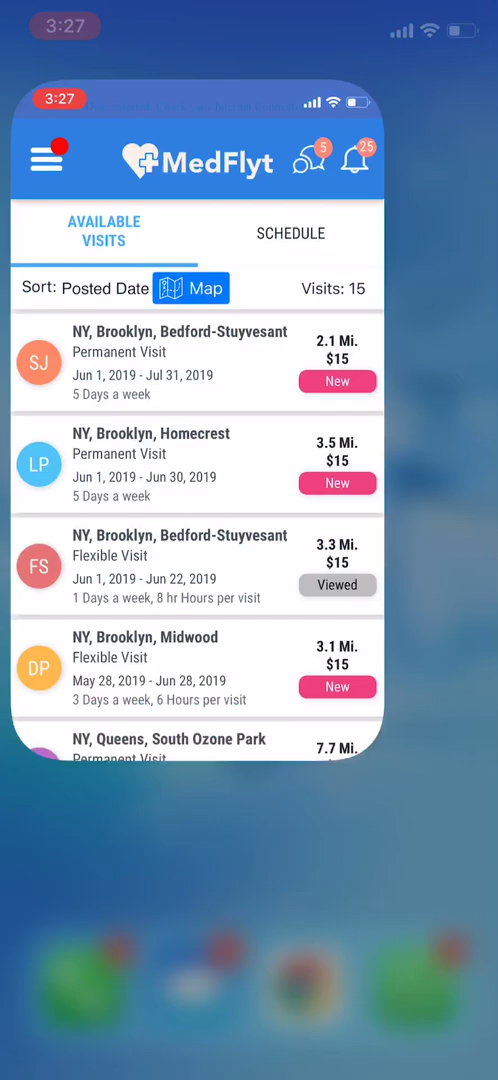 3:27
3:27
MedFlyt
5
25
AVAILABLE
VISITS
SCHEDULE
Sort: Posted Date
Map
Visits: 15
SJ
NY, Brooklyn, Bedford-Stuyvesant
Permanent Visit
Jun 1, 2019 - Jul 31, 2019
5 Days a week
2.1 Mi.
$15
New
LP
NY, Brooklyn, Homecrest
Permanent Visit
Jun 1, 2019 - Jun 30, 2019
5 Days a week
3.5 Mi.
$15
New
FS
NY, Brooklyn, Bedford-Stuyvesant
Flexible Visit
Jun 1, 2019 - Jun 22, 2019
1 Days a week, 8 hr Hours per visit
3.3 Mi.
$15
Viewed
DP
NY, Brooklyn, Midwood
Flexible Visit
May 28, 2019 - Jun 28, 2019
3 Days a week, 6 Hours per visit
3.1 Mi.
$15
New
NY, Queens, South Ozone Park
Permanent Visit
7.7 Mi.